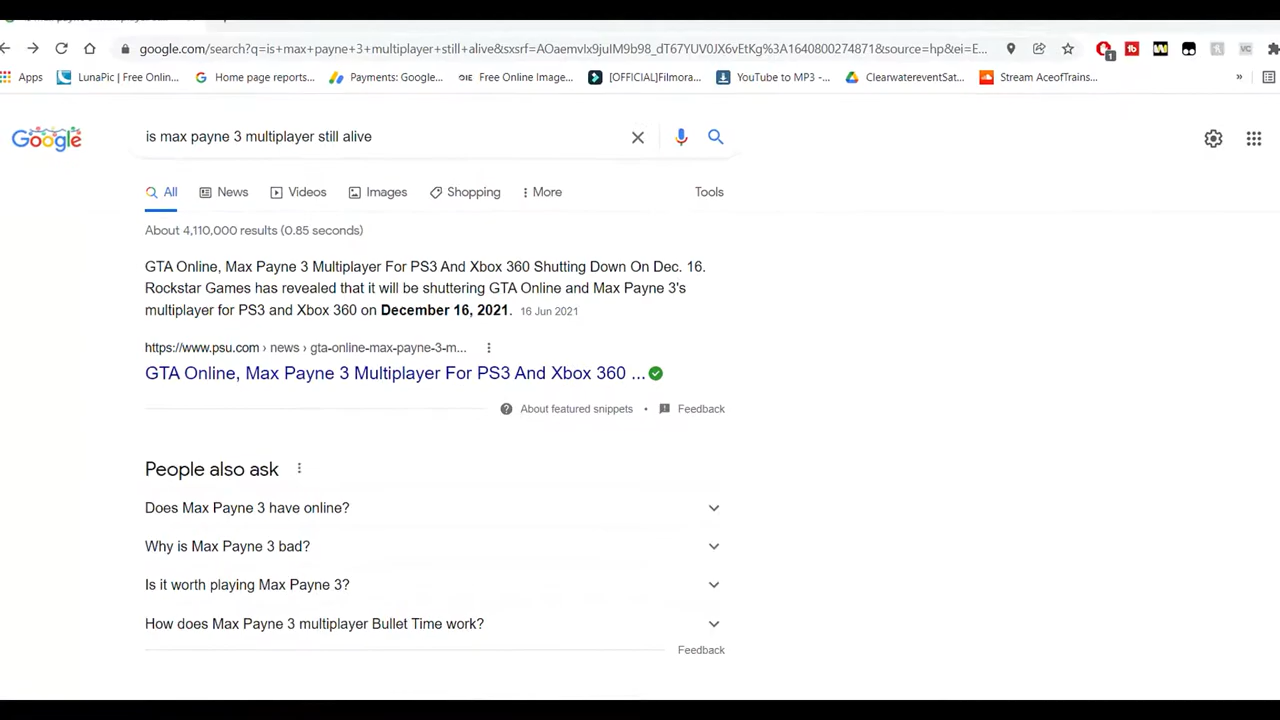 google.com/search?q=is+max+payne+3+multiplayer+still+alive&sxsrf=AOaemvIx9juIM9b98_dT67YUV0JX6vEtKg%3A1640800274871&source=hp&ei=E...
1
Apps LunaPic | Free Onlin... Home page reports... Payments: Google... OIE Free Online Image... [OFFICIAL]Filmora... YouTube to MP3 -... ClearwatereventSat... Stream AceofTrains... »
Google is max payne 3 multiplayer still alive
All News Videos Images Shopping More Tools
About 4,110,000 results (0.85 seconds)
GTA Online, Max Payne 3 Multiplayer For PS3 And Xbox 360 Shutting Down On Dec. 16.
Rockstar Games has revealed that it will be shuttering GTA Online and Max Payne 3's
multiplayer for PS3 and Xbox 360 on December 16, 2021. 16 Jun 2021
https://www.psu.com › news › gta-online-max-payne-3-m...
GTA Online, Max Payne 3 Multiplayer For PS3 And Xbox 360 ...
About featured snippets • Feedback
People also ask
Does Max Payne 3 have online?
Why is Max Payne 3 bad?
Is it worth playing Max Payne 3?
How does Max Payne 3 multiplayer Bullet Time work?
Feedback